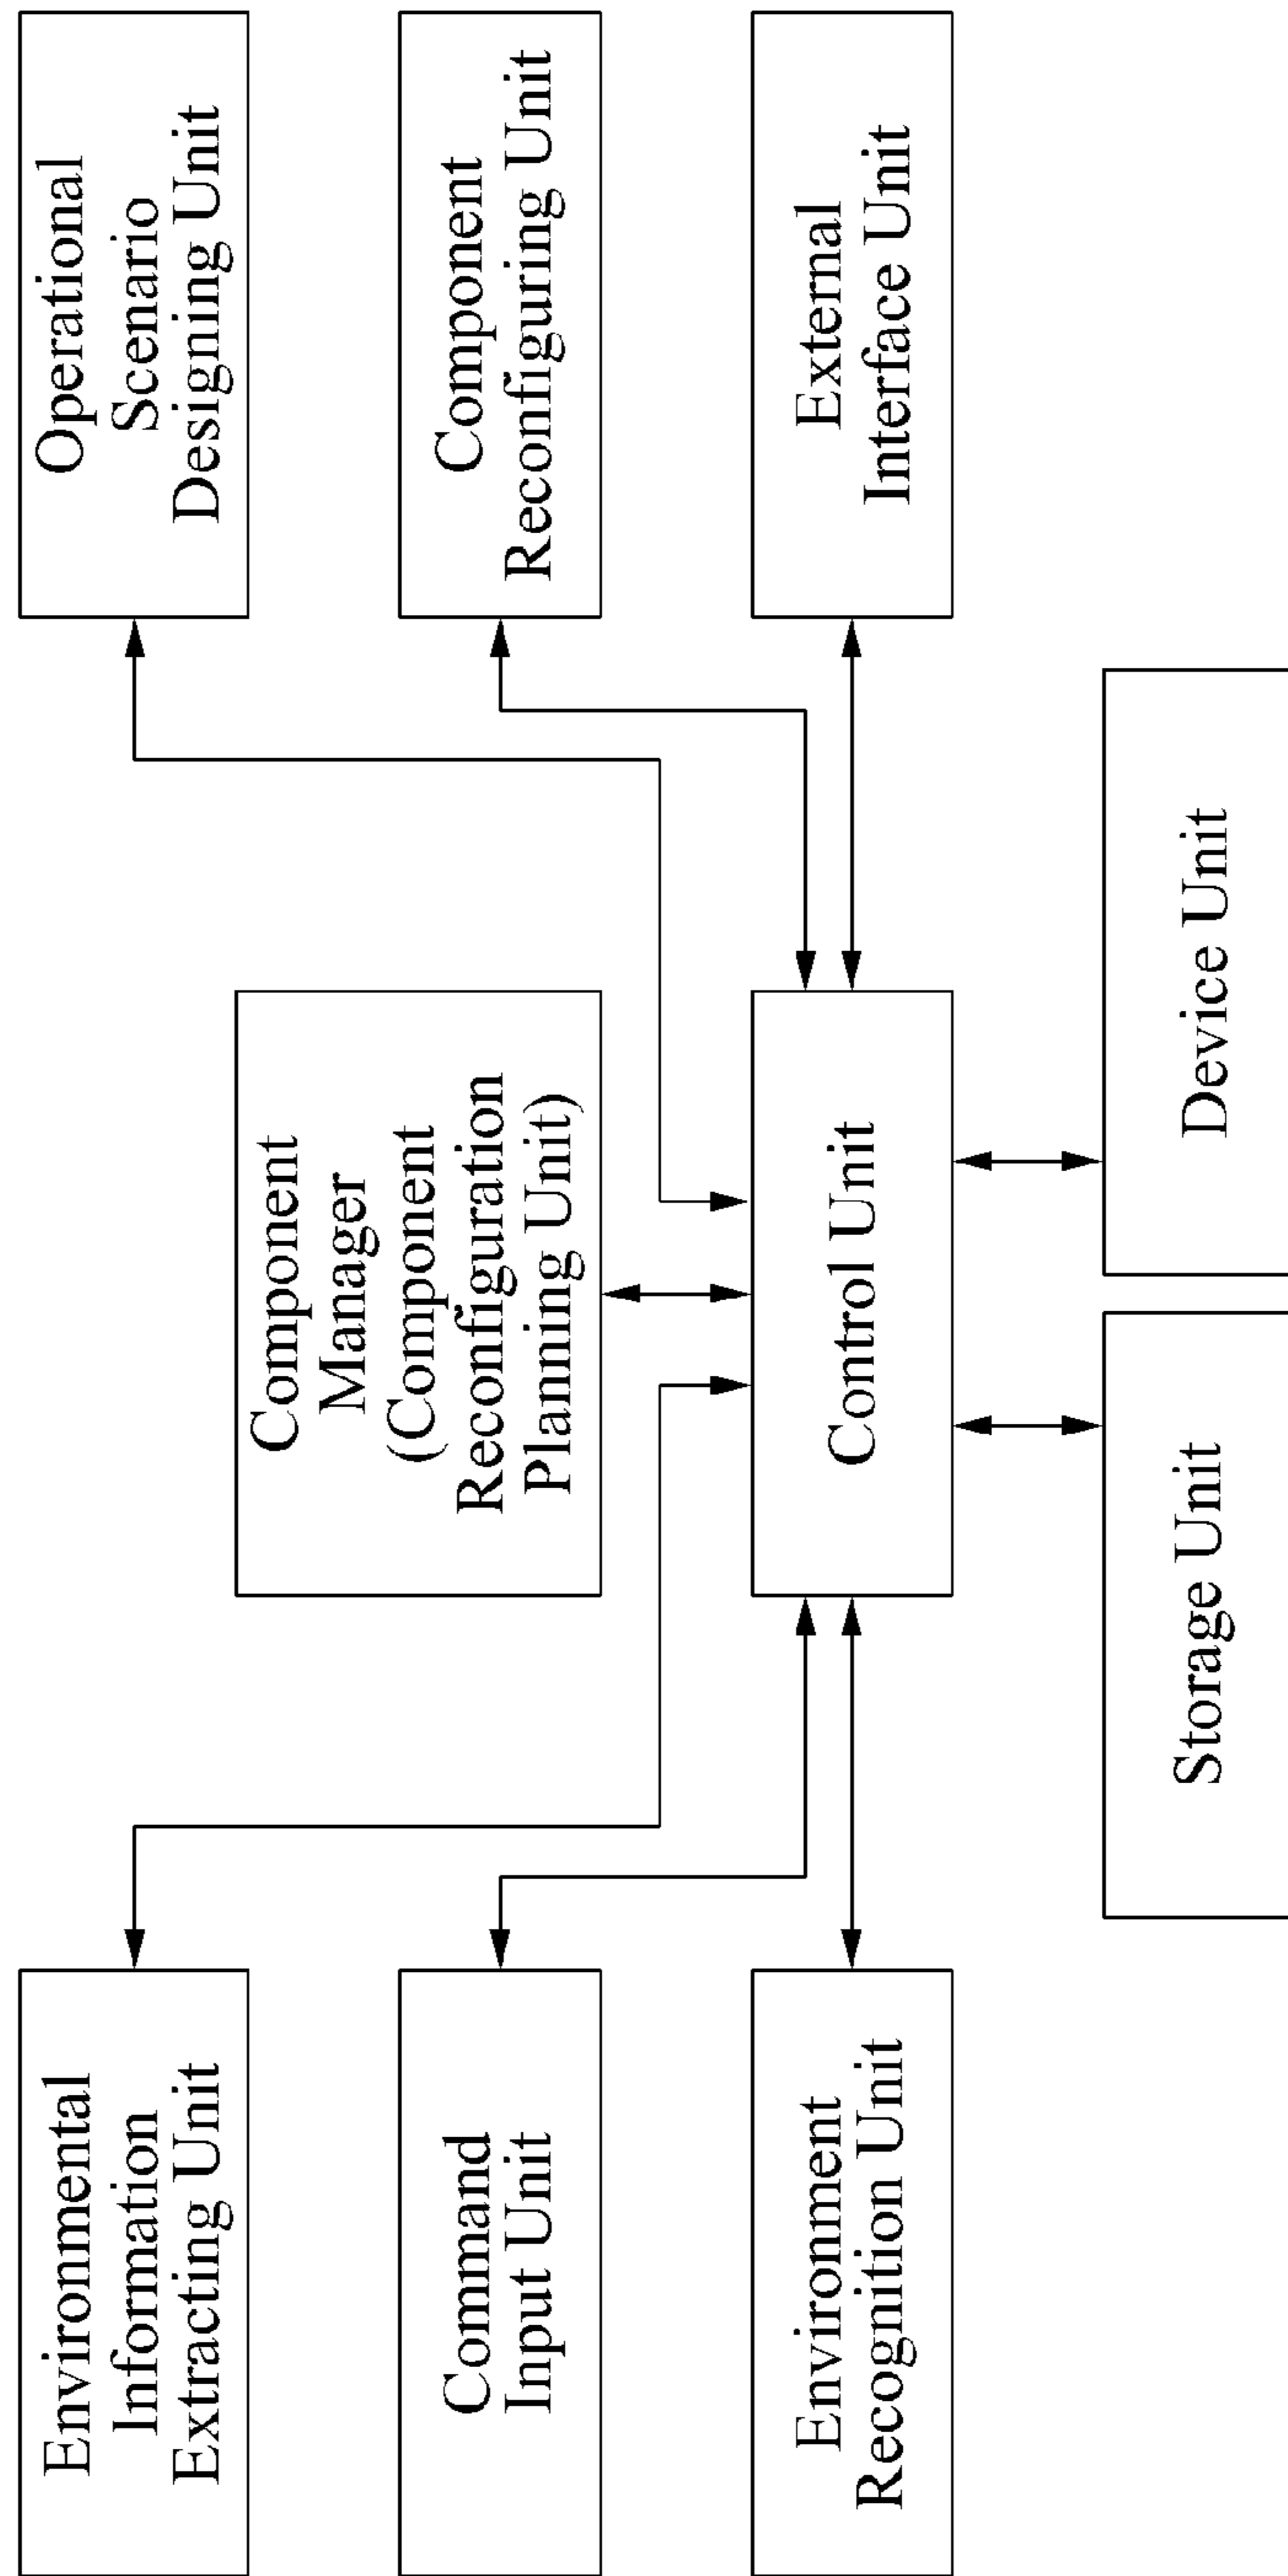 Environmental
Information
Extracting Unit
Command
Input Unit
Environment
Recognition Unit
Component
Manager
(Component
Reconfiguration
Planning Unit)
Control Unit
Storage Unit
Device Unit
Operational
Scenario
Designing Unit
Component
Reconfiguring Unit
External
Interface Unit